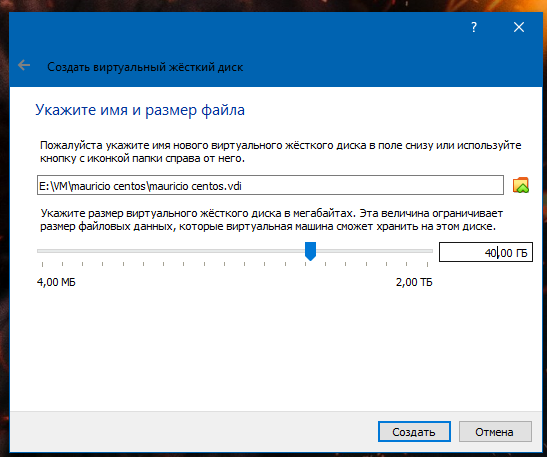 ?
Создать виртуальный жёсткий диск
Укажите имя и размер файла
Пожалуйста укажите имя нового виртуального жёсткого диска в поле снизу или используйте
кнопку с иконкой папки справа от него.
E:\VM\mauricio centos\mauricio centos.vdi
Укажите размер виртуального жёсткого диска в мегабайтах. Эта величина ограничивает
размер файловых данных, которые виртуальная машина сможет хранить на этом диске.
40,00 ГБ
4,00 МБ 2,00 ТБ
Создать Отмена